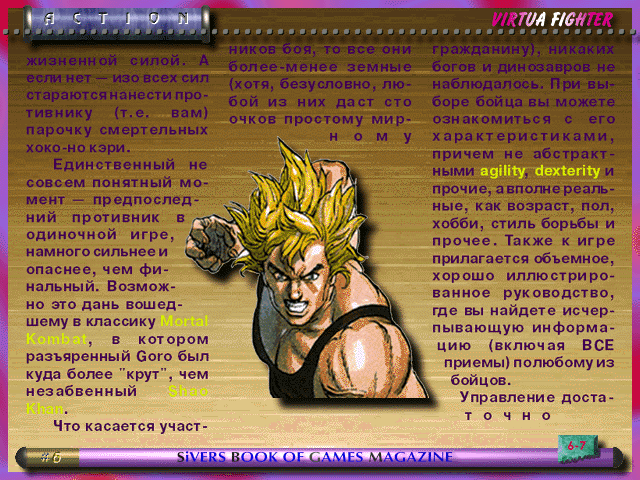 ACTION
VIRTUA FIGHTER
жизненной силой. А
если нет — изо всех сил
стараются нанести про-
тивнику (т.е. вам)
парочку смертельных
хоко-но кэри.
Единственный не
совсем понятный мо-
мент — предпослед-
ний противник в
одиночной игре,
намного сильнее и
опаснее, чем фи-
нальный. Возмож-
но это дань вошед-
шему в классику Mortal
Kombat, в котором
разъяренный Goro был
куда более "крут", чем
незабвенный Shao
Khan.
Что касается участ-
ников боя, то все они
более-менее земные
(хотя, безусловно, лю-
бой из них даст сто
очков простому мир-
ному
гражданину), никаких
богов и динозавров не
наблюдалось. При вы-
боре бойца вы можете
ознакомиться с его
характеристиками,
причем не абстракт-
ными agility, dexterity и
прочие, а вполне реаль-
ные, как возраст, пол,
хобби, стиль борьбы и
прочее. Также к игре
прилагается объемное,
хорошо иллюстриро-
ванное руководство,
где вы найдете исчер-
пывающую информа-
цию (включая ВСЕ
приемы) по любому из
бойцов.
Управление доста-
точно
#6
SIVERS BOOK OF GAMES MAGAZINE
6-7